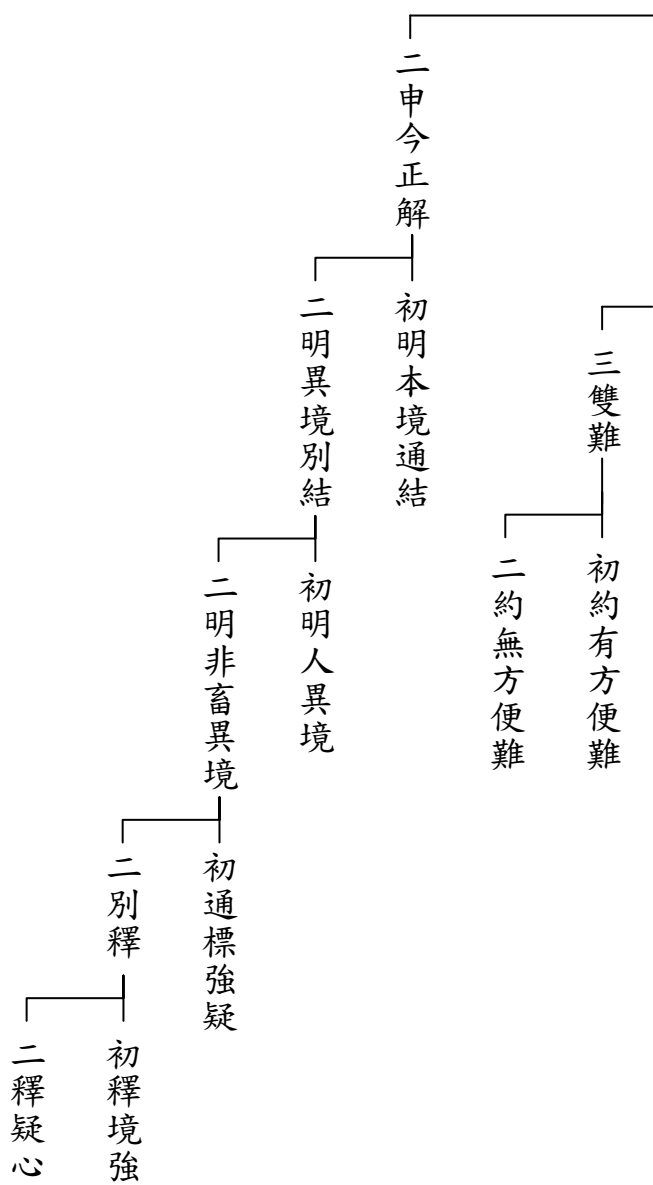 三雙難
初約有方便難
二約無方便難
二申今正解
初明本境通結
二明異境別結
初明人異境
二明非畜異境
初通標強疑
二別釋
初釋境強
二釋疑心